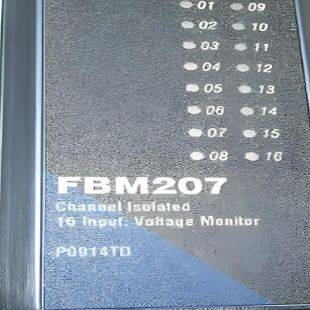 01 09
02 10
03 11
04 12
05 13
06 14
07 15
08 16
FBM207
Channel Isolated
16 Input, Voltage Monitor
P0914TD